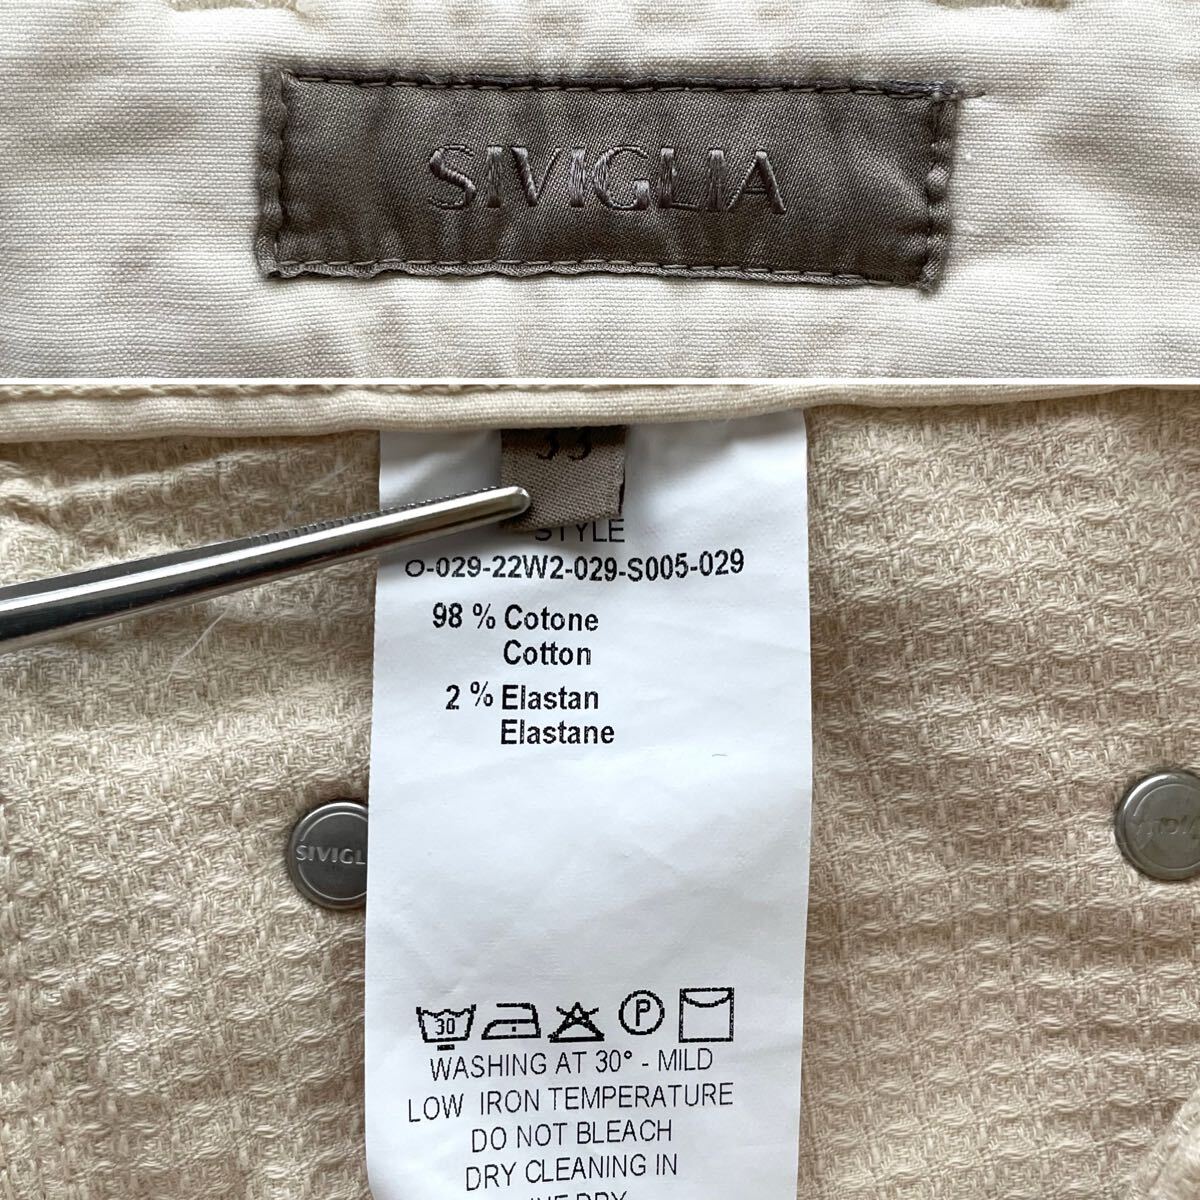 SIVIGLIA
33
STYLE
O-029-22W2-029-S005-029
98 % Cotone
Cotton
2 % Elastan
Elastane
SIVIGL
30
P
WASHING AT 30° - MILD
LOW IRON TEMPERATURE
DO NOT BLEACH
DRY CLEANING IN